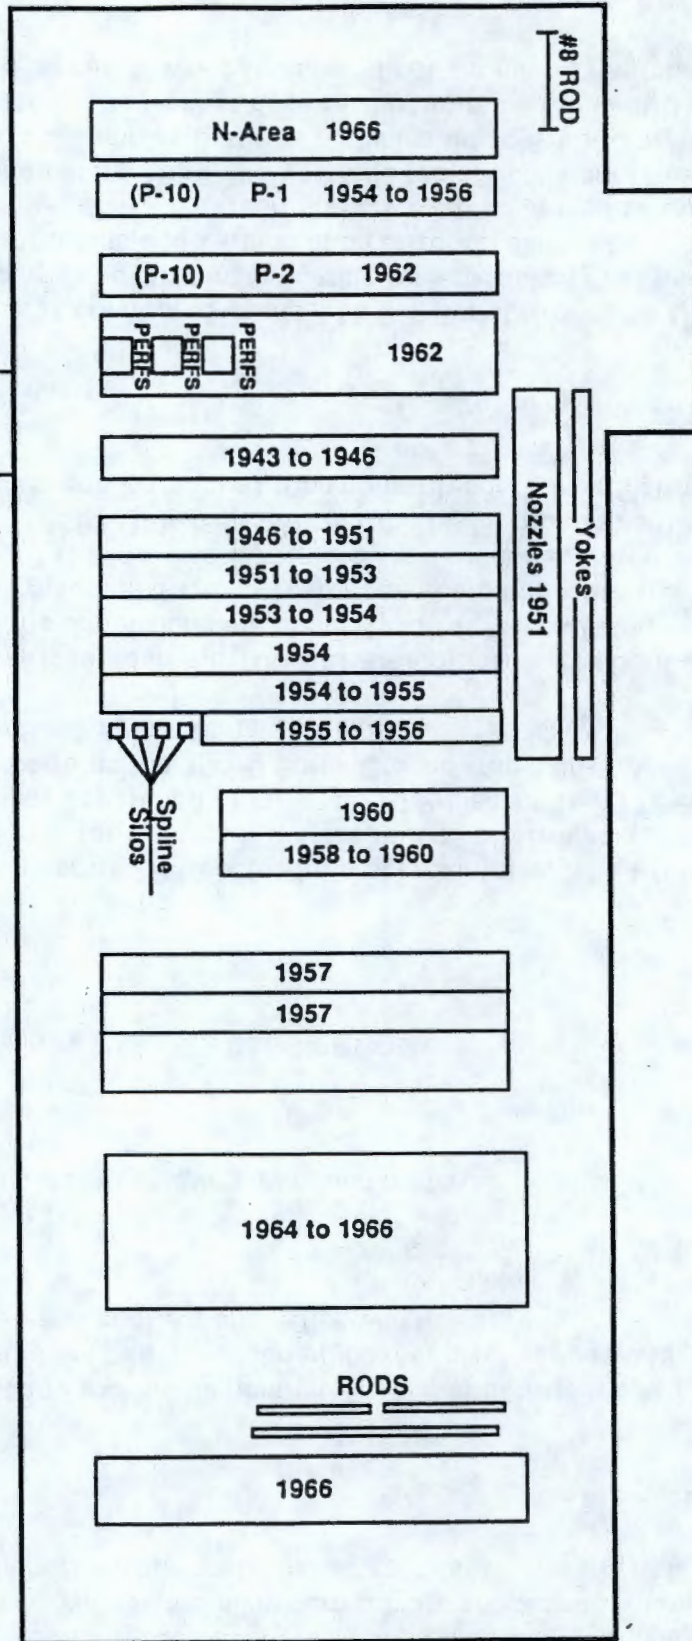 #8 ROD
N-Area 1966
(P-10) P-1 1954 to 1956
(P-10) P-2 1962
PERFS
PERFS
PERFS
1962
1943 to 1946
Nozzles 1951
Yokes
1946 to 1951
1951 to 1953
1953 to 1954
1954
1954 to 1955
1955 to 1956
Spline
Silos
1960
1958 to 1960
1957
1957
1964 to 1966
RODS
1966